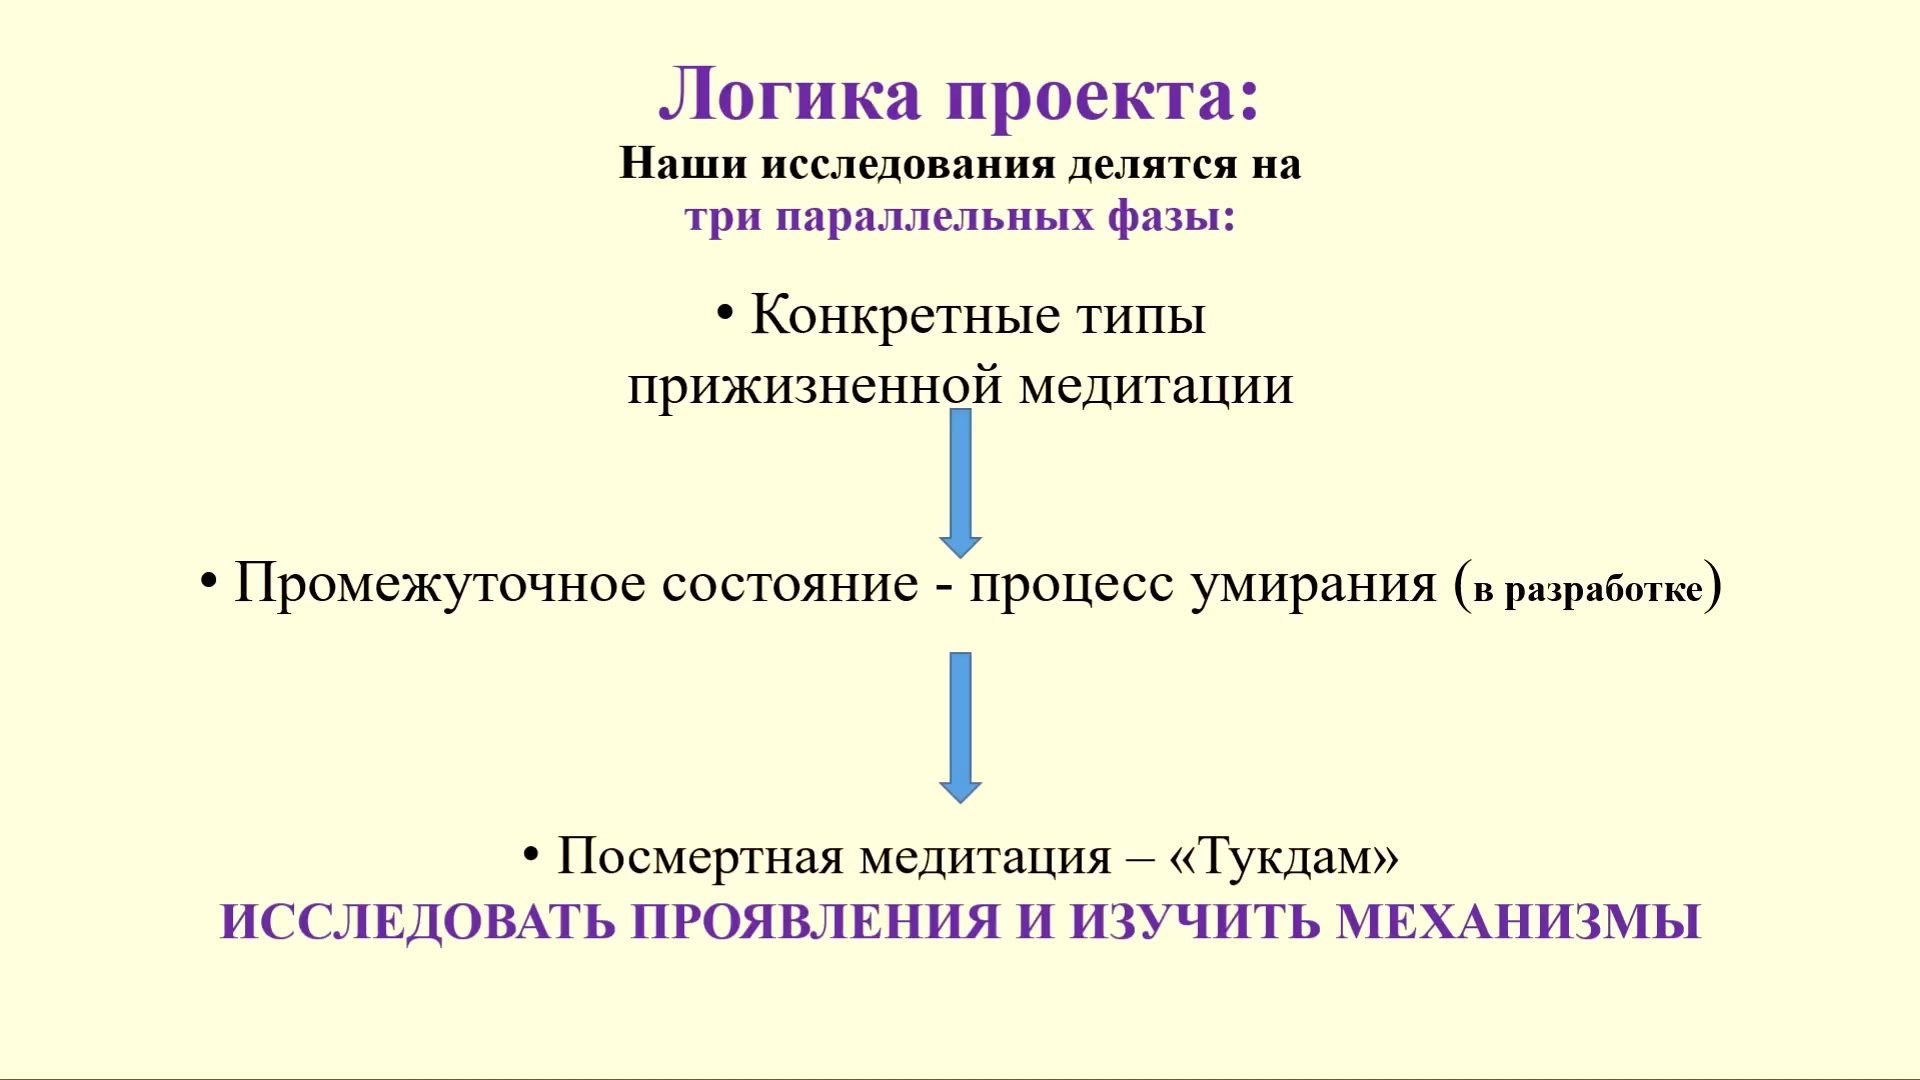 Логика проекта:
Наши исследования делятся на
три параллельных фазы:
• Конкретные типы
прижизненной медитации
• Промежуточное состояние - процесс умирания (в разработке)
• Посмертная медитация – «Тукдам»
ИССЛЕДОВАТЬ ПРОЯВЛЕНИЯ И ИЗУЧИТЬ МЕХАНИЗМЫ